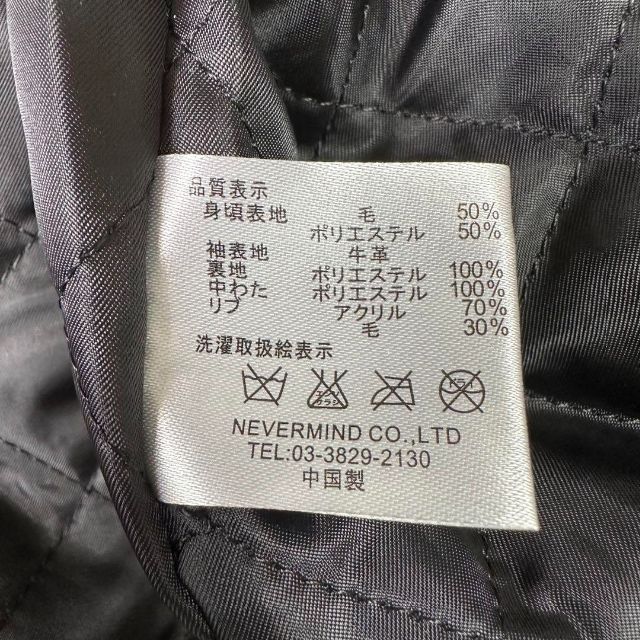 品質表示
身頃表地 毛 50%
ポリエステル 50%
袖表地 牛革
裏地 ポリエステル 100%
中わた ポリエステル 100%
リブ アクリル 70%
毛 30%
洗濯取扱絵表示
NEVERMIND CO.,LTD
TEL:03-3829-2130
中国製